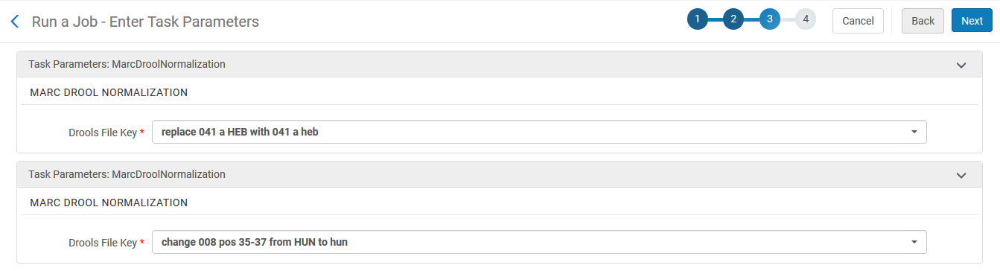 Run a Job - Enter Task Parameters 1 2 3 4 Cancel Back Next
Task Parameters: MarcDroolNormalization
MARC DROOL NORMALIZATION
Drools File Key * replace 041 a HEB with 041 a heb
Task Parameters: MarcDroolNormalization
MARC DROOL NORMALIZATION
Drools File Key * change 008 pos 35-37 from HUN to hun